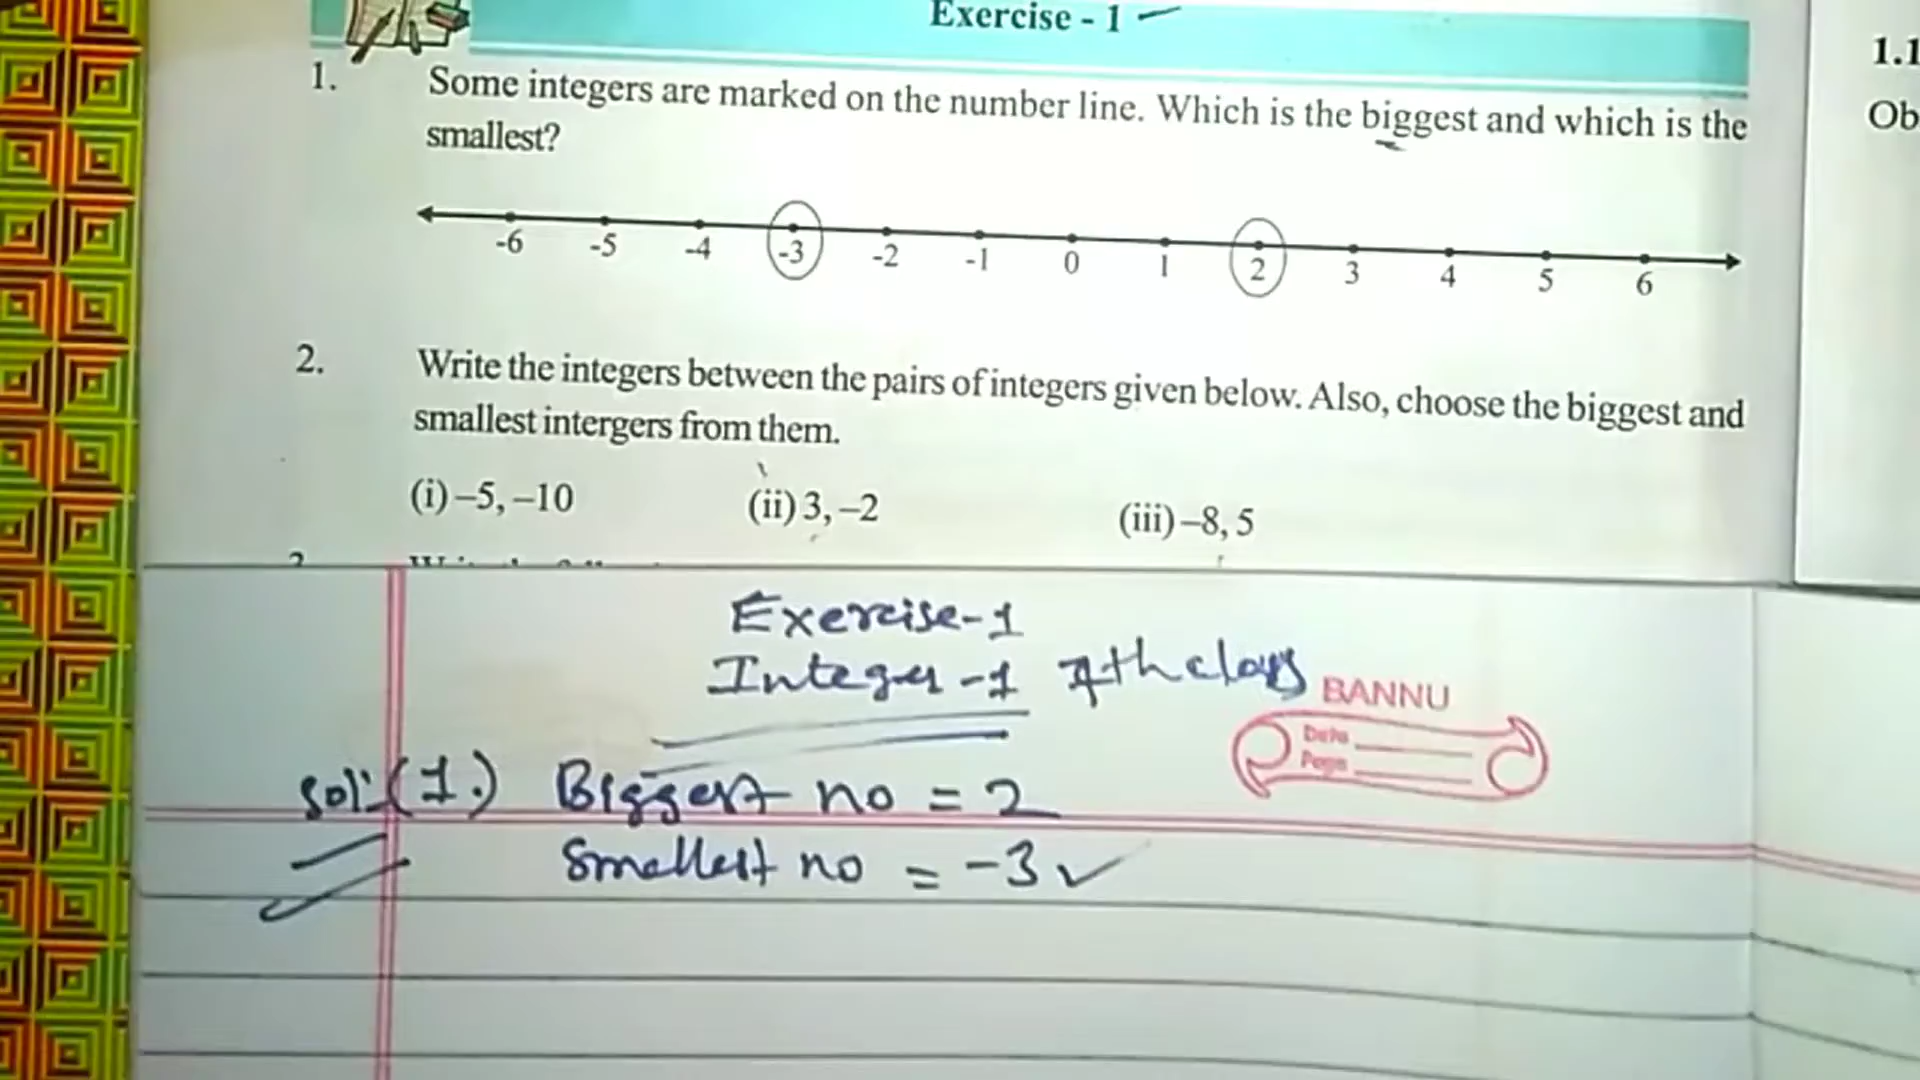 Exercise - 1
1.1
1. Some integers are marked on the number line. Which is the biggest and which is the
Ob
smallest?
-6 -5 -4 -3 -2 -1 0 1 2 3 4 5 6
2. Write the integers between the pairs of integers given below. Also, choose the biggest and
smallest intergers from them.
(i) –5, –10 (ii) 3, –2 (iii) –8, 5
Exercise-1
Integer-1 7th class
BANNU
Date
Page
Sol:(1.) Biggest no = 2
Smallest no = -3